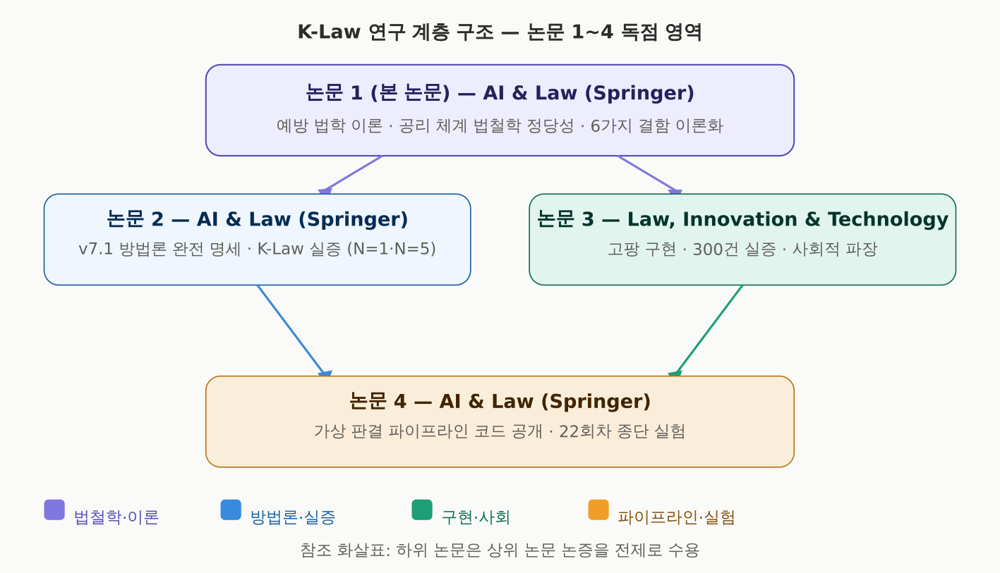 K-Law 연구 계층 구조 — 논문 1~4 독점 영역
논문 1 (본 논문) — AI & Law (Springer)
예방 법학 이론 · 공리 체계 법철학 정당성 · 6가지 결함 이론화
논문 2 — AI & Law (Springer)
v7.1 방법론 완전 명세 · K-Law 실증 (N=1·N=5)
논문 3 — Law, Innovation & Technology
고팡 구현 · 300건 실증 · 사회적 파장
논문 4 — AI & Law (Springer)
가상 판결 파이프라인 코드 공개 · 22회차 종단 실험
법철학·이론
방법론·실증
구현·사회
파이프라인·실험
참조 화살표: 하위 논문은 상위 논문 논증을 전제로 수용